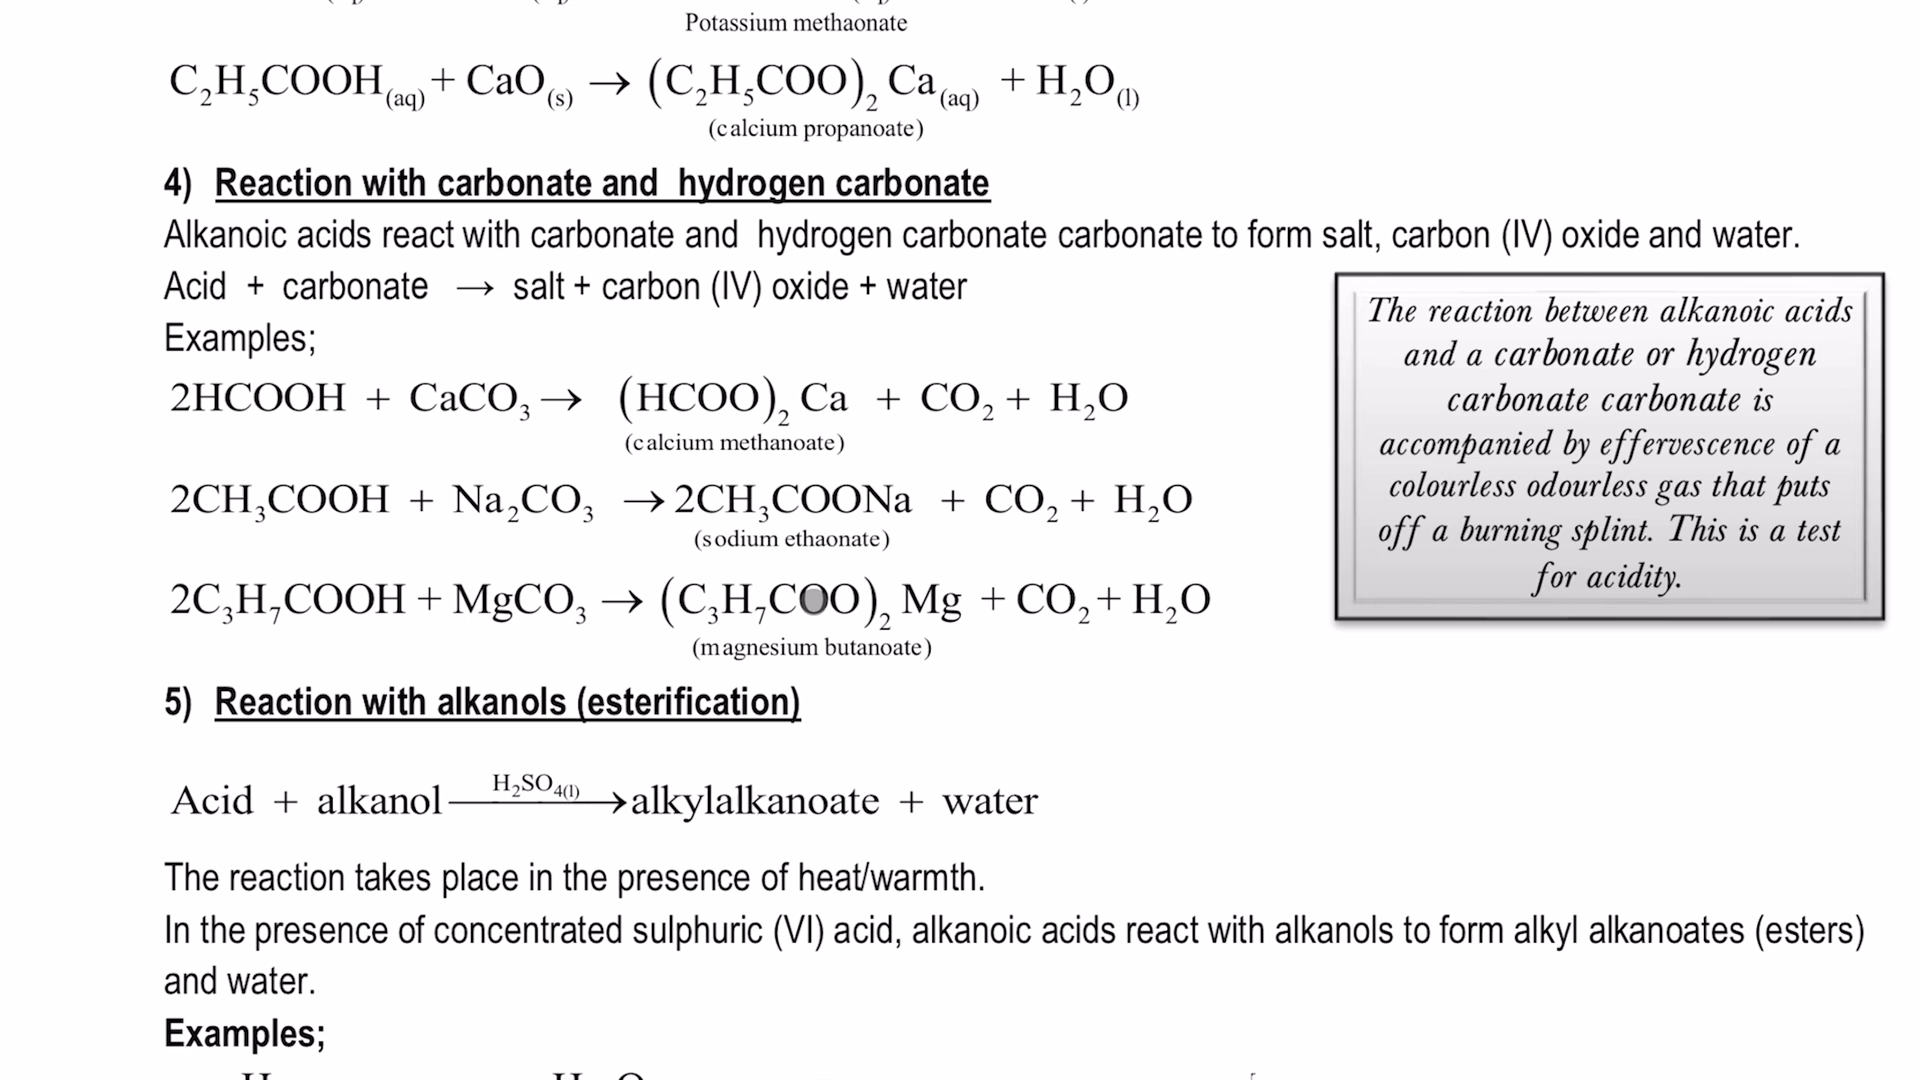 Potassium methaonate
C₂H₅COOH(aq) + CaO(s) → (C₂H₅COO)₂ Ca(aq) + H₂O(l)
(calcium propanoate)
4) Reaction with carbonate and hydrogen carbonate
Alkanoic acids react with carbonate and hydrogen carbonate carbonate to form salt, carbon (IV) oxide and water.
Acid + carbonate → salt + carbon (IV) oxide + water
Examples;
2HCOOH + CaCO₃ → (HCOO)₂ Ca + CO₂ + H₂O
(calcium methanoate)
2CH₃COOH + Na₂CO₃ → 2CH₃COONa + CO₂ + H₂O
(sodium ethaonate)
2C₃H₇COOH + MgCO₃ → (C₃H₇COO)₂ Mg + CO₂ + H₂O
(magnesium butanoate)
The reaction between alkanoic acids
and a carbonate or hydrogen
carbonate carbonate is
accompanied by effervescence of a
colourless odourless gas that puts
off a burning splint. This is a test
for acidity.
5) Reaction with alkanols (esterification)
H₂SO₄(l)
Acid + alkanol → alkylalkanoate + water
The reaction takes place in the presence of heat/warmth.
In the presence of concentrated sulphuric (VI) acid, alkanoic acids react with alkanols to form alkyl alkanoates (esters)
and water.
Examples;